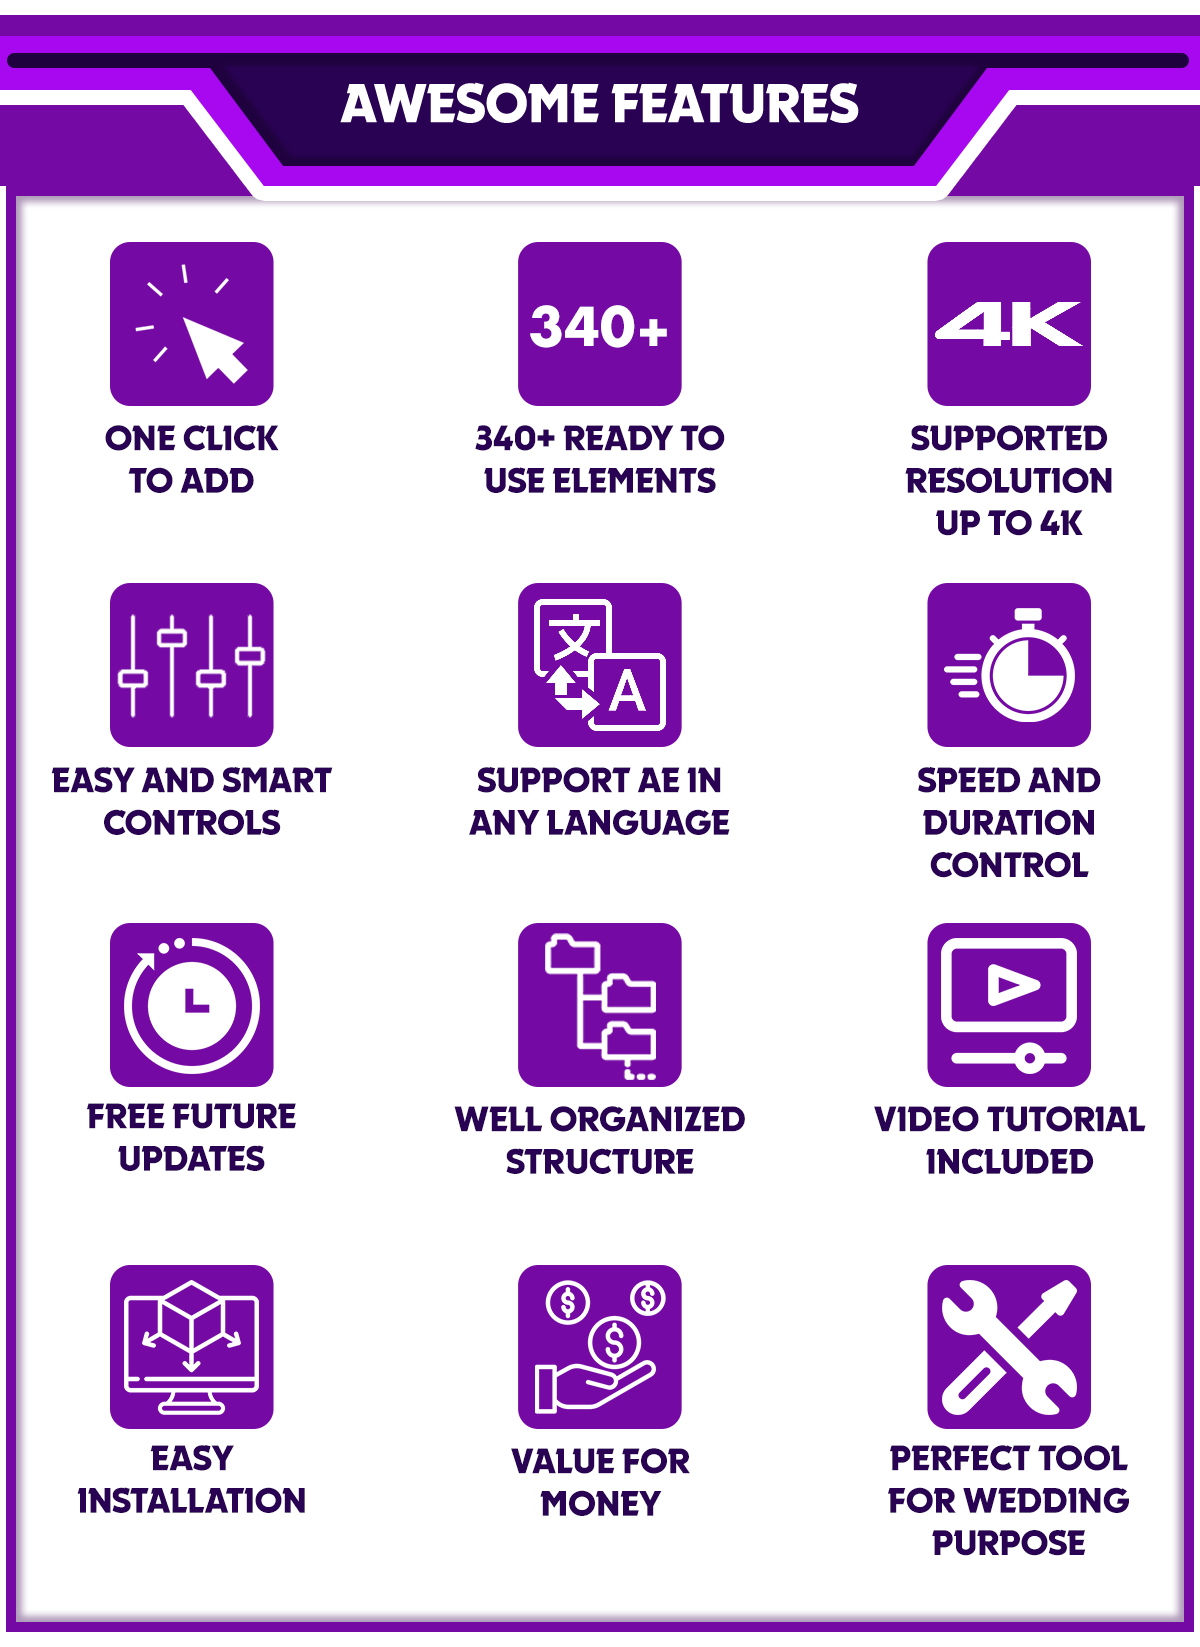 AWESOME FEATURES
340+
4K
ONE CLICK
TO ADD
340+ READY TO
USE ELEMENTS
SUPPORTED
RESOLUTION
UP TO 4K
文
A
EASY AND SMART
CONTROLS
SUPPORT AE IN
ANY LANGUAGE
SPEED AND
DURATION
CONTROL
FREE FUTURE
UPDATES
WELL ORGANIZED
STRUCTURE
VIDEO TUTORIAL
INCLUDED
$ $
$
EASY
INSTALLATION
VALUE FOR
MONEY
PERFECT TOOL
FOR WEDDING
PURPOSE